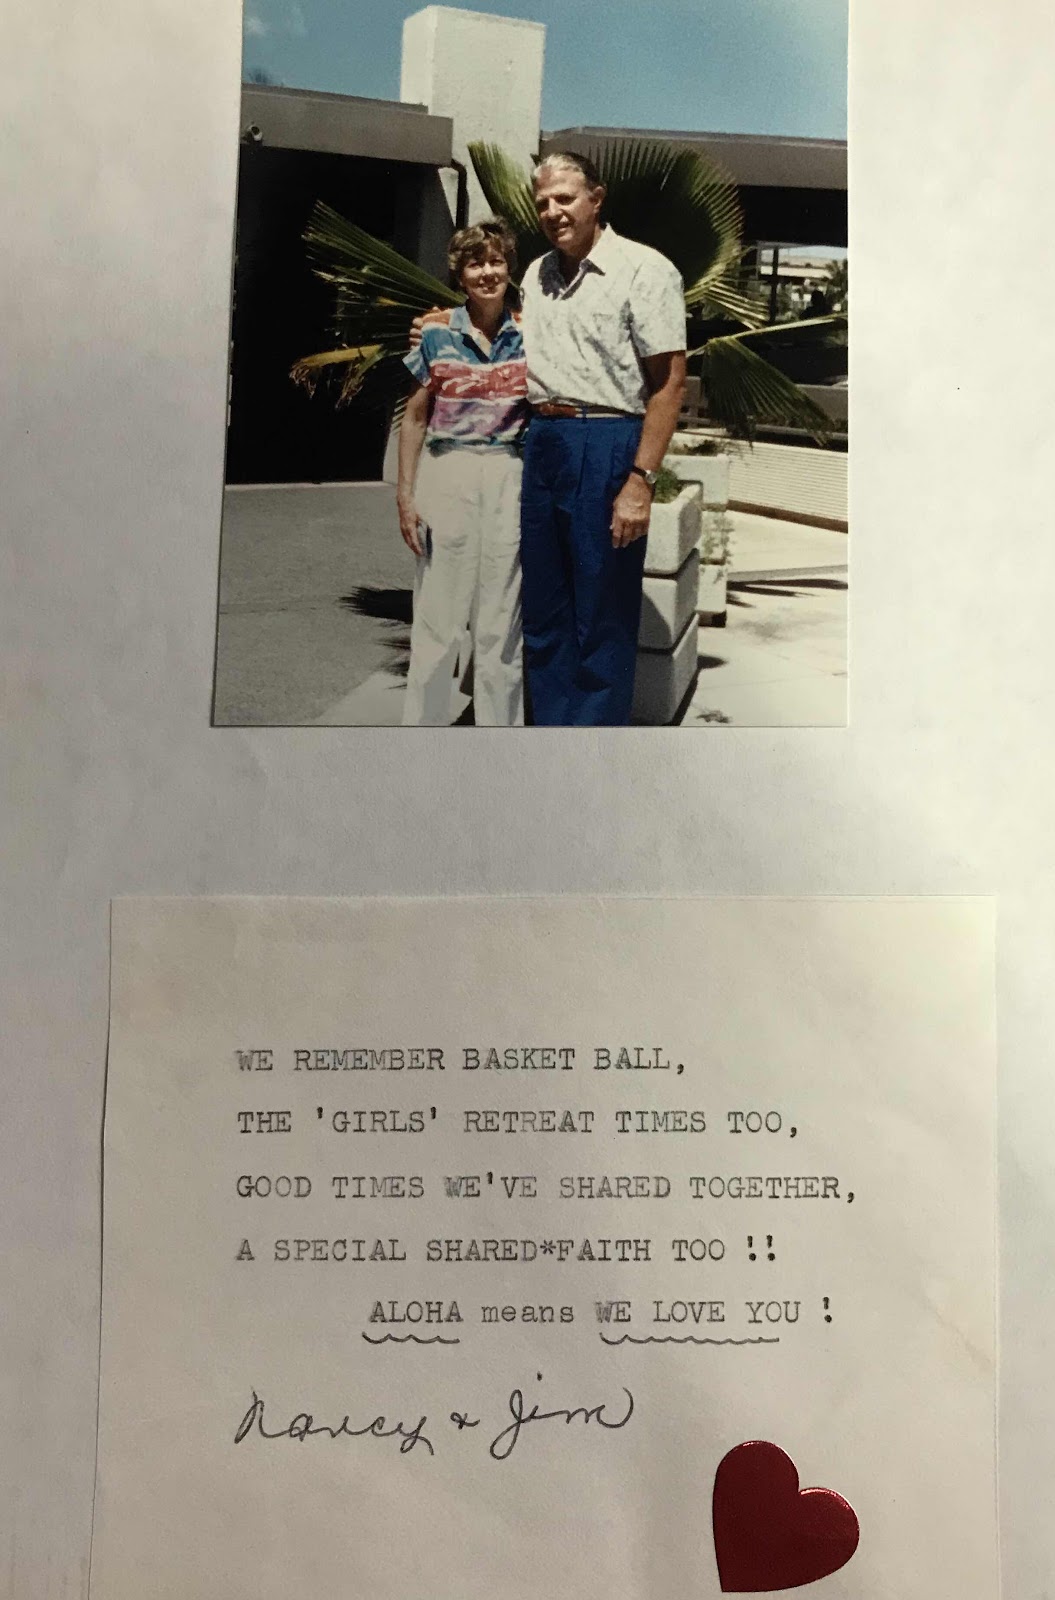 WE REMEMBER BASKET BALL,
THE 'GIRLS' RETREAT TIMES TOO,
GOOD TIMES WE'VE SHARED TOGETHER,
A SPECIAL SHARED*FAITH TOO !!
ALOHA means WE LOVE YOU !
Nancy & Jim